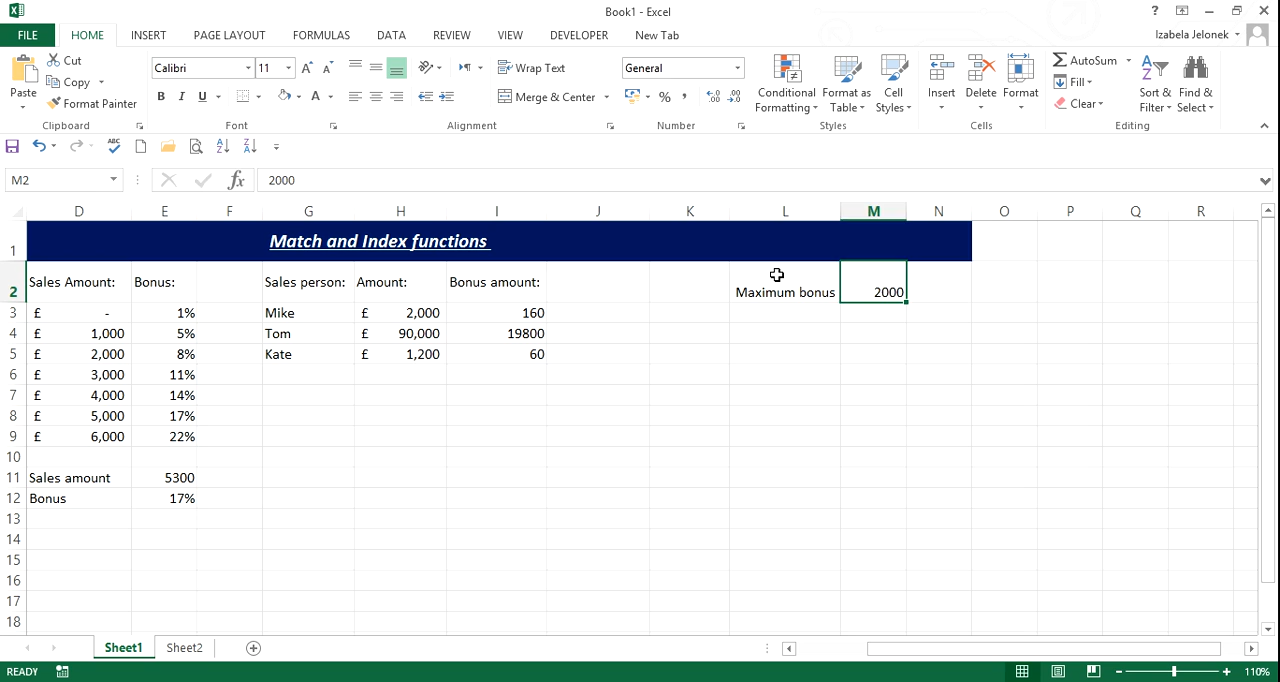 Book1 - Excel
?
FILE HOME INSERT PAGE LAYOUT FORMULAS DATA REVIEW VIEW DEVELOPER New Tab Izabela Jelonek
Paste
Cut
Copy
Format Painter
Clipboard
Calibri 11
B I U
Font
Wrap Text
Merge & Center
Alignment
General
%
Number
Conditional Formatting
Format as Table
Cell Styles
Styles
Insert Delete Format
Cells
AutoSum
Fill
Clear
Sort & Filter
Find & Select
Editing
M2 fx 2000
D E F G H I J K L M N O P Q R
1 Match and Index functions
2 Sales Amount: Bonus: Sales person: Amount: Bonus amount: Maximum bonus 2000
3 £ - 1% Mike £ 2,000 160
4 £ 1,000 5% Tom £ 90,000 19800
5 £ 2,000 8% Kate £ 1,200 60
6 £ 3,000 11%
7 £ 4,000 14%
8 £ 5,000 17%
9 £ 6,000 22%
10
11 Sales amount 5300
12 Bonus 17%
13
14
15
16
17
18
Sheet1 Sheet2
READY 110%